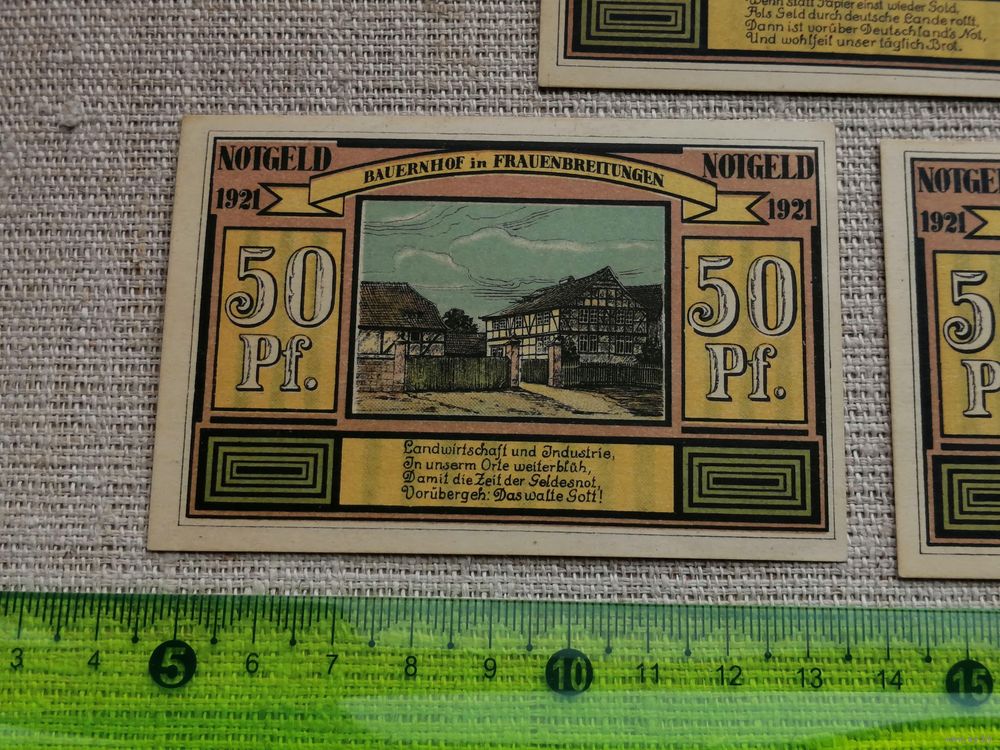 Wenn statt Papier einst wieder Gold,
Als Geld durch deutsche Lande rollt,
Dann ist vorüber Deutschland's Not,
Und wohlfeil unser täglich Brot.
NOTGELD
1921
BAUERNHOF in FRAUENBREITUNGEN
NOTGELD
1921
50
Pf.
50
Pf.
Landwirtschaft und Industrie,
In unserm Orte weiterblüh,
Damit die Zeit der Geldesnot,
Vorübergeh: Das walte Gott!
NOTGEL
1921
5
P
3 4 5 6 7 8 9 10 11 12 13 14 15